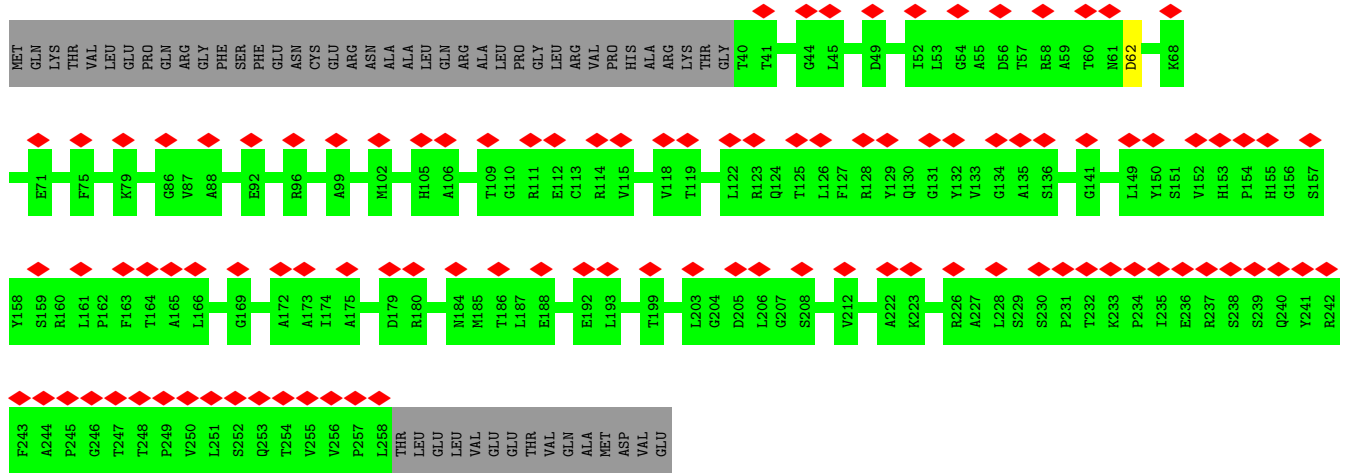 MET GLN LYS THR VAL LEU GLU PRO GLN ARG GLY PHE SER PHE GLU ASN CYS GLU ARG ASN ALA ALA LEU GLN ARG ALA LEU PRO GLY LEU ARG VAL PRO HIS ALA ARG LYS THR GLY T40 T41 G44 L45 D49 I52 L53 G54 A55 D56 T57 R58 A59 T60 N61 D62 K68
E71 F75 K79 G86 V87 A88 E92 R96 A99 M102 H105 A106 T109 G110 R111 E112 C113 R114 V115 V118 T119 L122 R123 Q124 T125 L126 F127 R128 Y129 Q130 G131 Y132 V133 G134 A135 S136 G141 L149 Y150 S151 V152 H153 P154 H155 G156 S157
Y158 S159 R160 L161 P162 F163 T164 A165 L166 G169 A172 A173 I174 A175 D179 R180 N184 M185 T186 L187 E188 E192 L193 T199 L203 G204 D205 L206 G207 S208 V212 A222 K223 R226 A227 L228 S229 S230 P231 T232 K233 P234 I235 E236 R237 S238 S239 Q240 Y241 R242
F243 A244 P245 G246 T247 T248 P249 V250 L251 S252 Q253 T254 V255 V256 P257 L258 THR LEU GLU LEU VAL GLU GLU THR VAL GLN ALA MET ASP VAL GLU